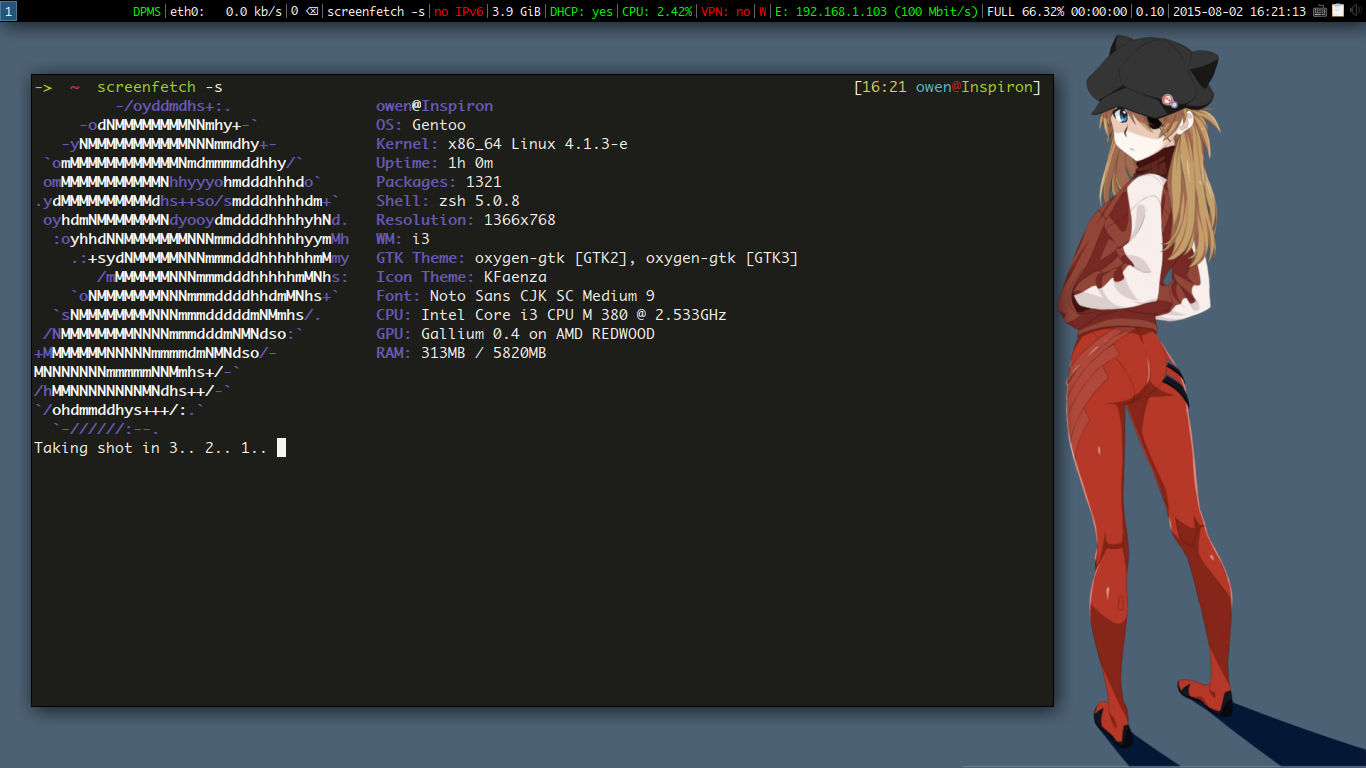 1 DPMS|eth0: 0.0 kb/s|0 ⌫|screenfetch -s|no IPv6|3.9 GiB|DHCP: yes|CPU: 2.42%|VPN: no|W|E: 192.168.1.103 (100 Mbit/s)|FULL 66.32% 00:00:00|0.10|2015-08-02 16:21:13
-> ~ screenfetch -s [16:21 owen@Inspiron]
-/oyddmdhs+:. owen@Inspiron
-odNMMMMMMMMNNmhy+-` OS: Gentoo
-yNMMMMMMMMMMMNNNmmdhy+- Kernel: x86_64 Linux 4.1.3-e
`omMMMMMMMMMMMMNmdmmmmddhhy/` Uptime: 1h 0m
omMMMMMMMMMMMNhhyyyohmdddhhhdo` Packages: 1321
.ydMMMMMMMMMMdhs++so/smdddhhhhdm+` Shell: zsh 5.0.8
oyhdmNMMMMMMMNdyooydmddddhhhhyhNd. Resolution: 1366x768
:oyhhdNNMMMMMMMNNNmmdddhhhhhyymMh WM: i3
.:+sydNMMMMMNNNmmmdddhhhhhhmMmy GTK Theme: oxygen-gtk [GTK2], oxygen-gtk [GTK3]
/mMMMMMMNNNmmmdddhhhhhmMNhs: Icon Theme: KFaenza
`oNMMMMMMMNNNmmmddddhhdmMNhs+` Font: Noto Sans CJK SC Medium 9
`sNMMMMMMMMNNNmmmdddddmNMmhs/. CPU: Intel Core i3 CPU M 380 @ 2.533GHz
/NMMMMMMMMNNNNmmmdddmNMNdso:` GPU: Gallium 0.4 on AMD REDWOOD
+MMMMMMMNNNNNmmmmdmNMNdso/- RAM: 313MB / 5820MB
MNNNNNNNmmmmmNNMmhs+/-`
/hMMNNNNNNNNMNdhs++/-`
`/ohdmmddhys+++/:.`
`-//////:--.
Taking shot in 3.. 2.. 1..